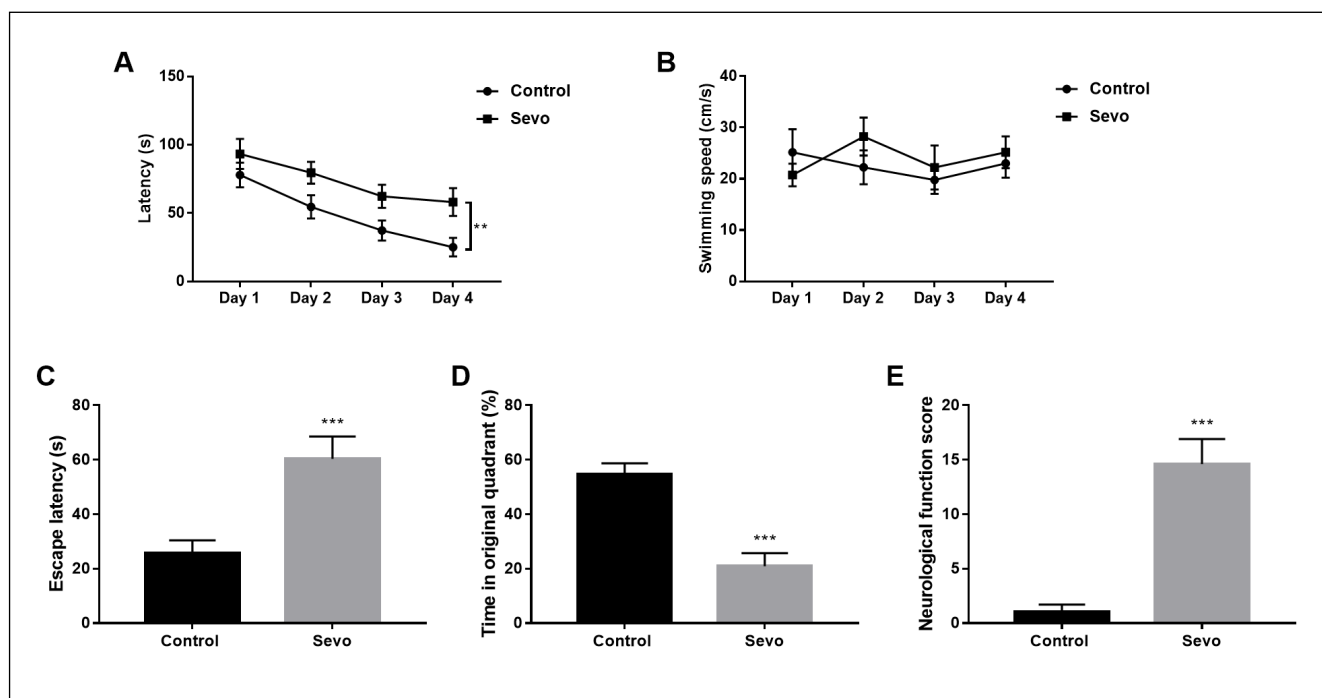 A
Latency (s)
150
100
50
0
Day 1 Day 2 Day 3 Day 4
Control
Sevo
**
B
Swimming speed (cm/s)
40
30
20
10
0
Day 1 Day 2 Day 3 Day 4
Control
Sevo
C
Escape latency (s)
80
60
40
20
0
***
Control Sevo
D
Time in original quadrant (%)
80
60
40
20
0
***
Control Sevo
E
Neurological function score
20
15
10
5
0
***
Control Sevo